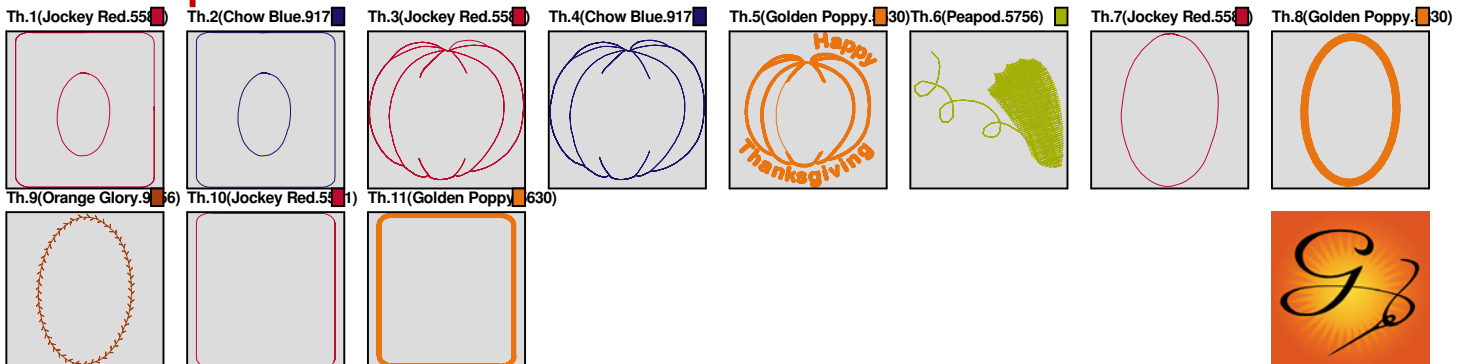 Th.1(Jockey Red.558 )
Th.2(Chow Blue.917
Th.3(Jockey Red.558 )
Th.4(Chow Blue.917
Th.5(Golden Poppy. 30)
Th.6(Peapod.5756)
Th.7(Jockey Red.558 )
Th.8(Golden Poppy. 30)
Happy
Thanksgiving
Th.9(Orange Glory.9 56)
Th.10(Jockey Red.55 1)
Th.11(Golden Poppy 630)